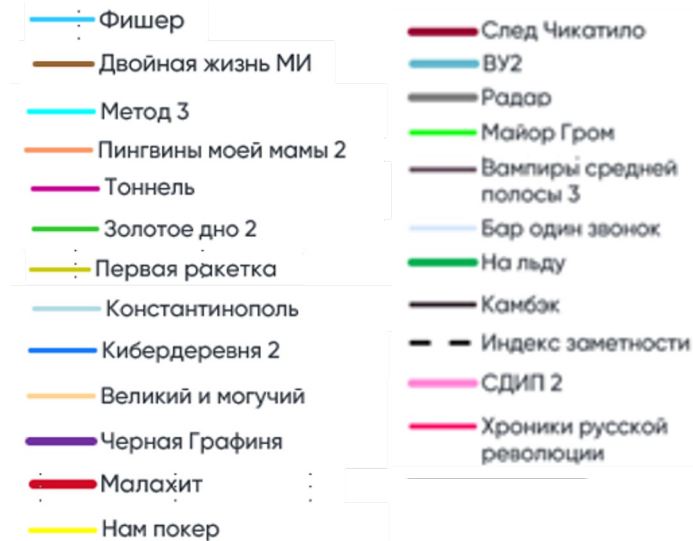 Фишер
Двойная жизнь МИ
Метод 3
Пингвины моей мамы 2
Тоннель
Золотое дно 2
Первая ракетка
Константинополь
Кибердеревня 2
Великий и могучий
Черная Графиня
Малахит
Нам покер
След Чикатило
ВУ2
Радар
Майор Гром
Вампиры средней
полосы 3
Бар один звонок
На льду
Камбэк
Индекс заметности
СДИП 2
Хроники русской
революции